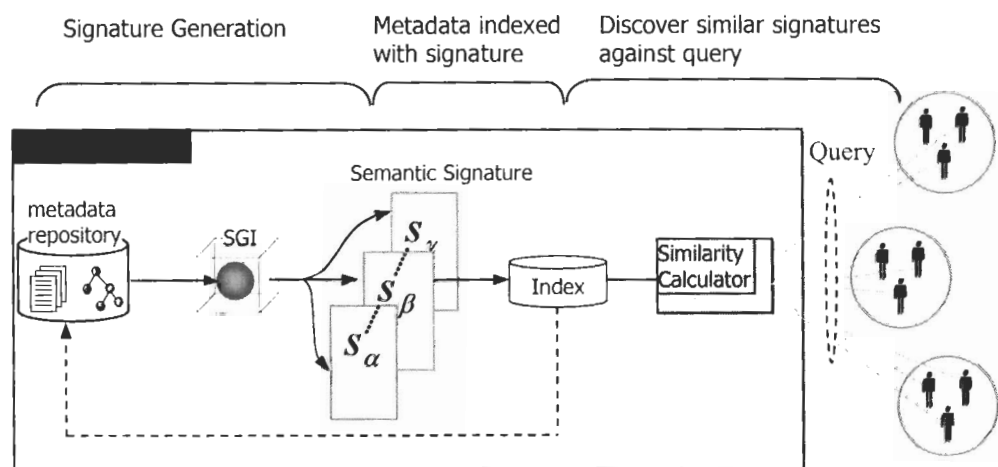 Signature Generation
Metadata indexed
with signature
Discover similar signatures
against query
Query
Semantic Signature
metadata
repository
SGI
S γ
S β
S α
Index
Similarity
Calculator